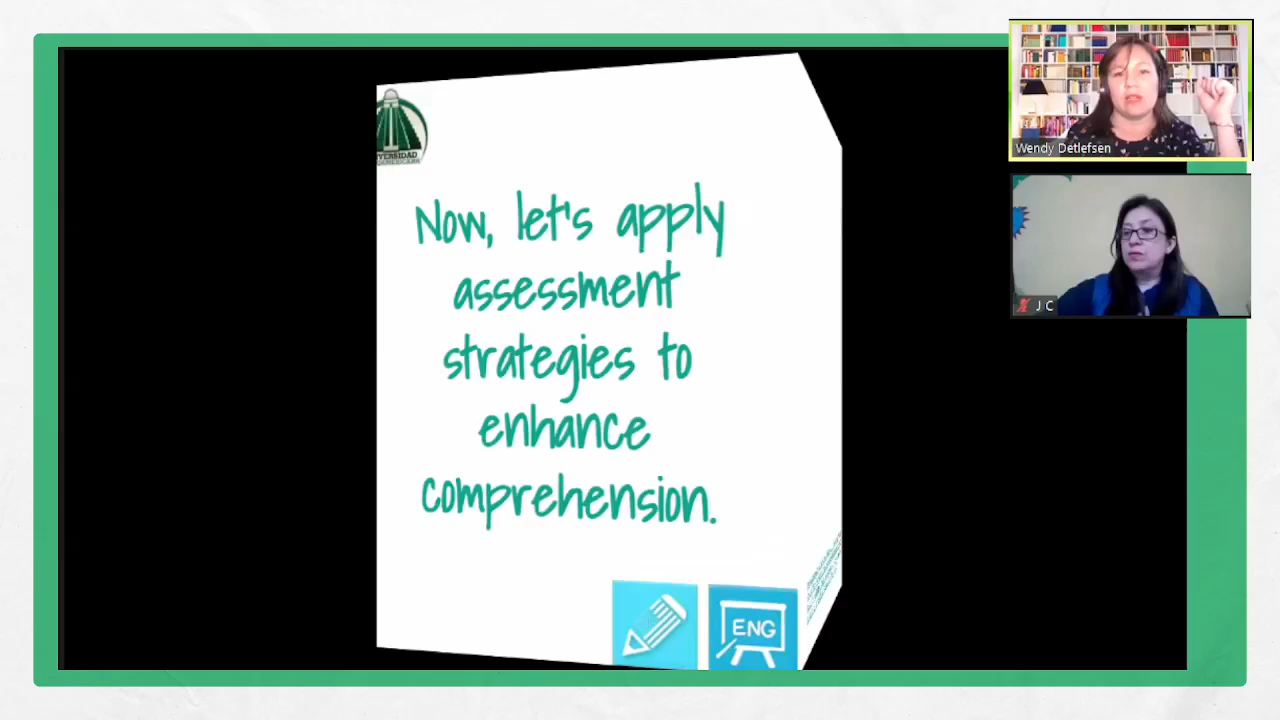 Now, let's apply
assessment
strategies to
enhance
comprehension.
ENG
Wendy Detlefsen
J C